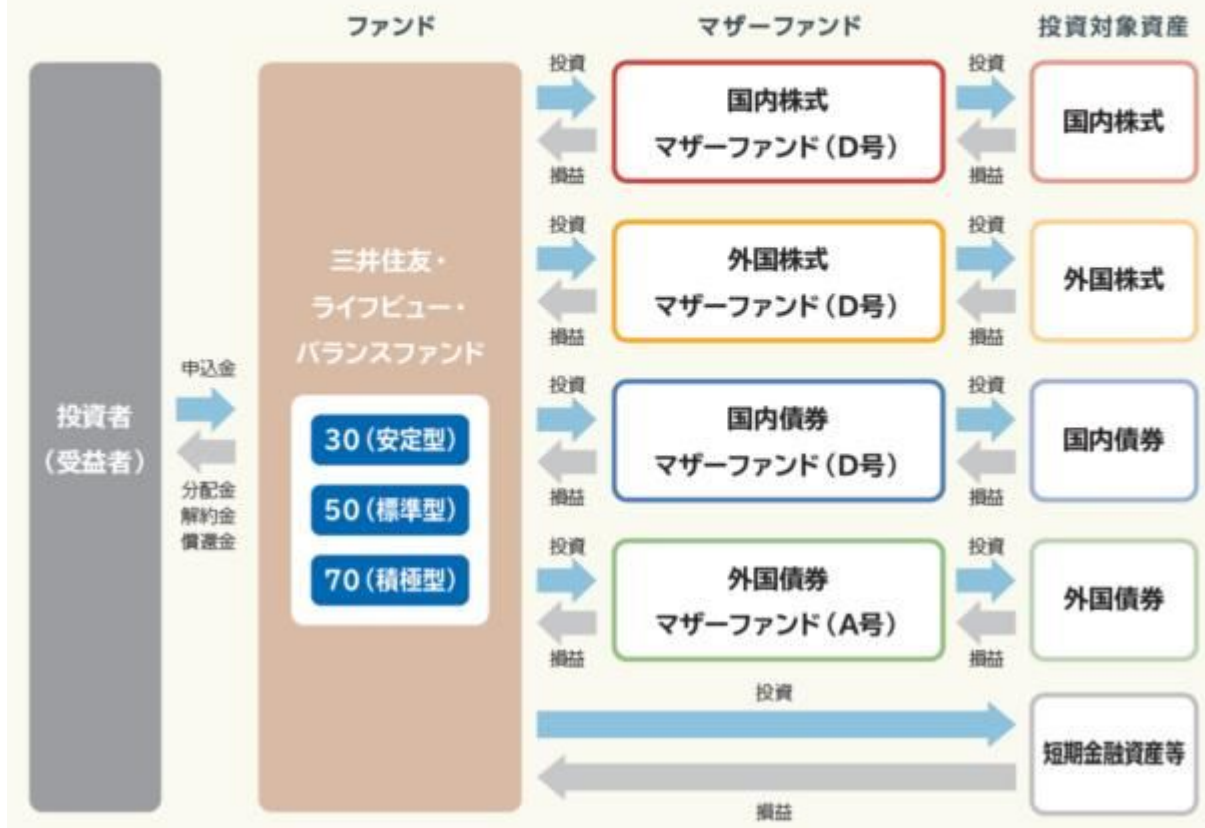 ファンド
マザーファンド
投資対象資産
投資者
（受益者）
申込金
分配金
解約金
償還金
三井住友・
ライフビュー・
バランスファンド
30（安定型）
50（標準型）
70（積極型）
投資
損益
国内株式
マザーファンド（D号）
投資
損益
国内株式
投資
損益
外国株式
マザーファンド（D号）
投資
損益
外国株式
投資
損益
国内債券
マザーファンド（D号）
投資
損益
国内債券
投資
損益
外国債券
マザーファンド（A号）
投資
損益
外国債券
投資
損益
短期金融資産等